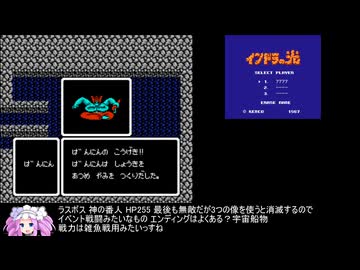 インドラの光
SELECT PLAYER
1. 7777
2. ----
3. ----
ERASE NAME
© KEMCO 1987
ばんにんの こうげき!!
ばんにんは しょうきを
あつめ やみをつくりだした。
ばんにん
ラスボス 神の番人 HP255 最後も無敵だが3つの像を使うと消滅するので
イベント戦闘みたいなもの エンディングはよくある?宇宙船物
戦力は雑魚戦用みたいっすね